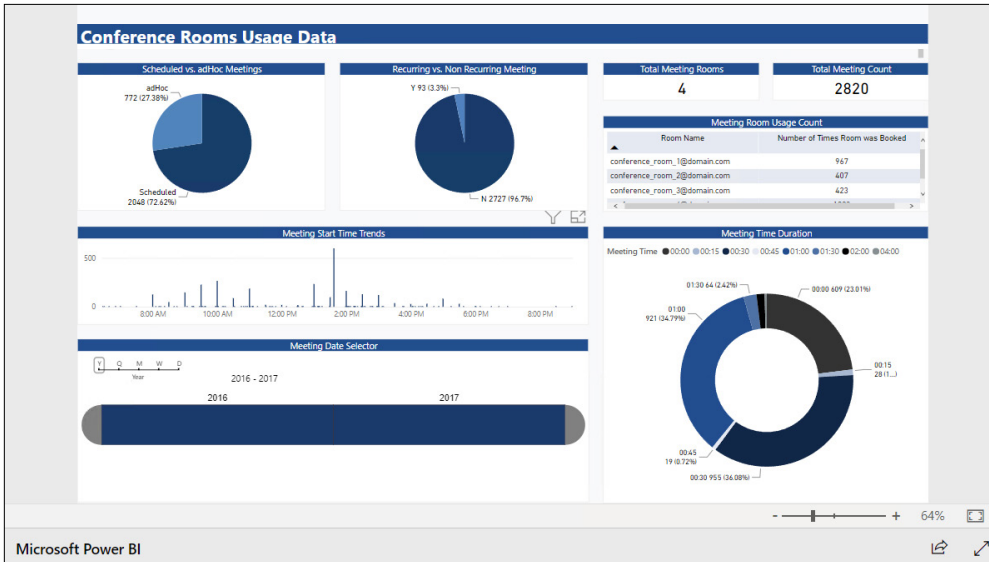 Conference Rooms Usage Data
Scheduled vs. adHoc Meetings
adHoc
772 (27.38%)
Scheduled
2048 (72.62%)
Recurring vs. Non Recurring Meeting
Y 93 (3.3%)
N 2727 (96.7%)
Total Meeting Rooms
4
Total Meeting Count
2820
Meeting Room Usage Count
Room Name Number of Times Room was Booked
conference_room_1@domain.com 967
conference_room_2@domain.com 407
conference_room_3@domain.com 423
Meeting Start Time Trends
500
0
8:00 AM 10:00 AM 12:00 PM 2:00 PM 4:00 PM 6:00 PM 8:00 PM
Meeting Date Selector
Y Q M W D
Year
2016 - 2017
2016 2017
Meeting Time Duration
Meeting Time 00:00 00:15 00:30 00:45 01:00 01:30 02:00 04:00
01:30 64 (2.42%)
00:00 609 (23.01%)
01:00
921 (34.79%)
00:15
28 (1...)
00:45
19 (0.72%)
00:30 955 (36.08%)
- + 64%
Microsoft Power BI